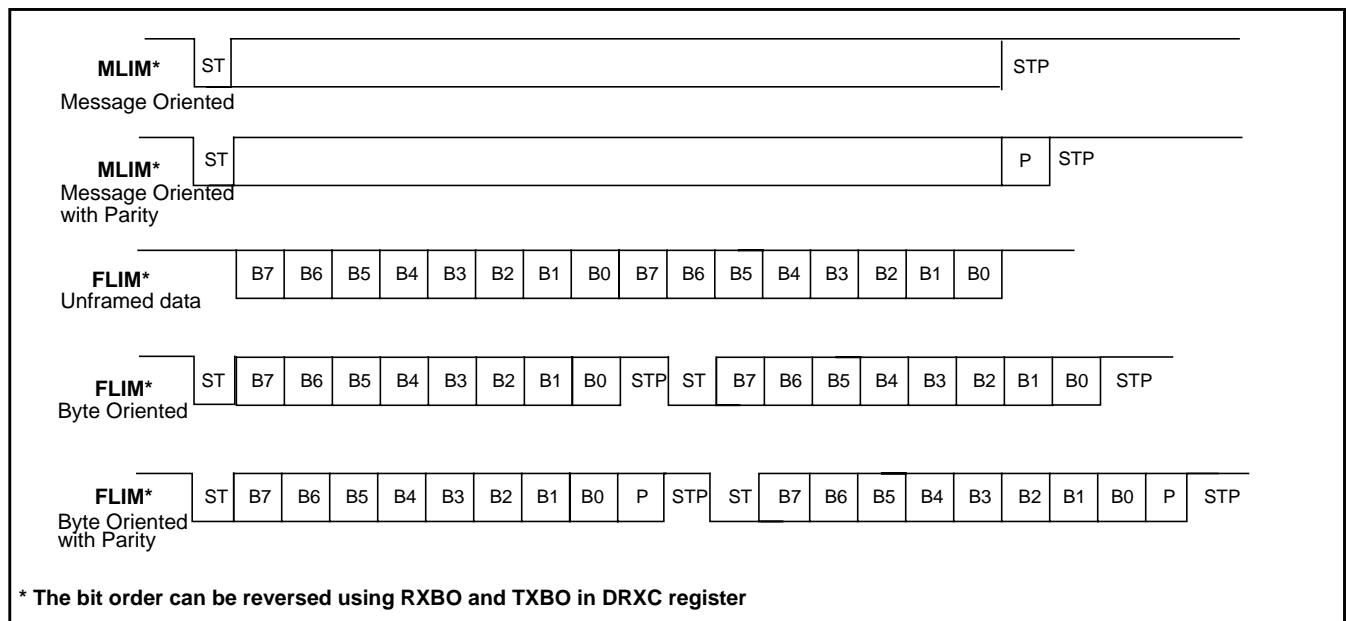 MLIM* ST STP
Message Oriented
MLIM* ST P STP
Message Oriented
with Parity
FLIM* B7 B6 B5 B4 B3 B2 B1 B0 B7 B6 B5 B4 B3 B2 B1 B0
Unframed data
FLIM* ST B7 B6 B5 B4 B3 B2 B1 B0 STP ST B7 B6 B5 B4 B3 B2 B1 B0 STP
Byte Oriented
FLIM* ST B7 B6 B5 B4 B3 B2 B1 B0 P STP ST B7 B6 B5 B4 B3 B2 B1 B0 P STP
Byte Oriented
with Parity
* The bit order can be reversed using RXBO and TXBO in DRXC register